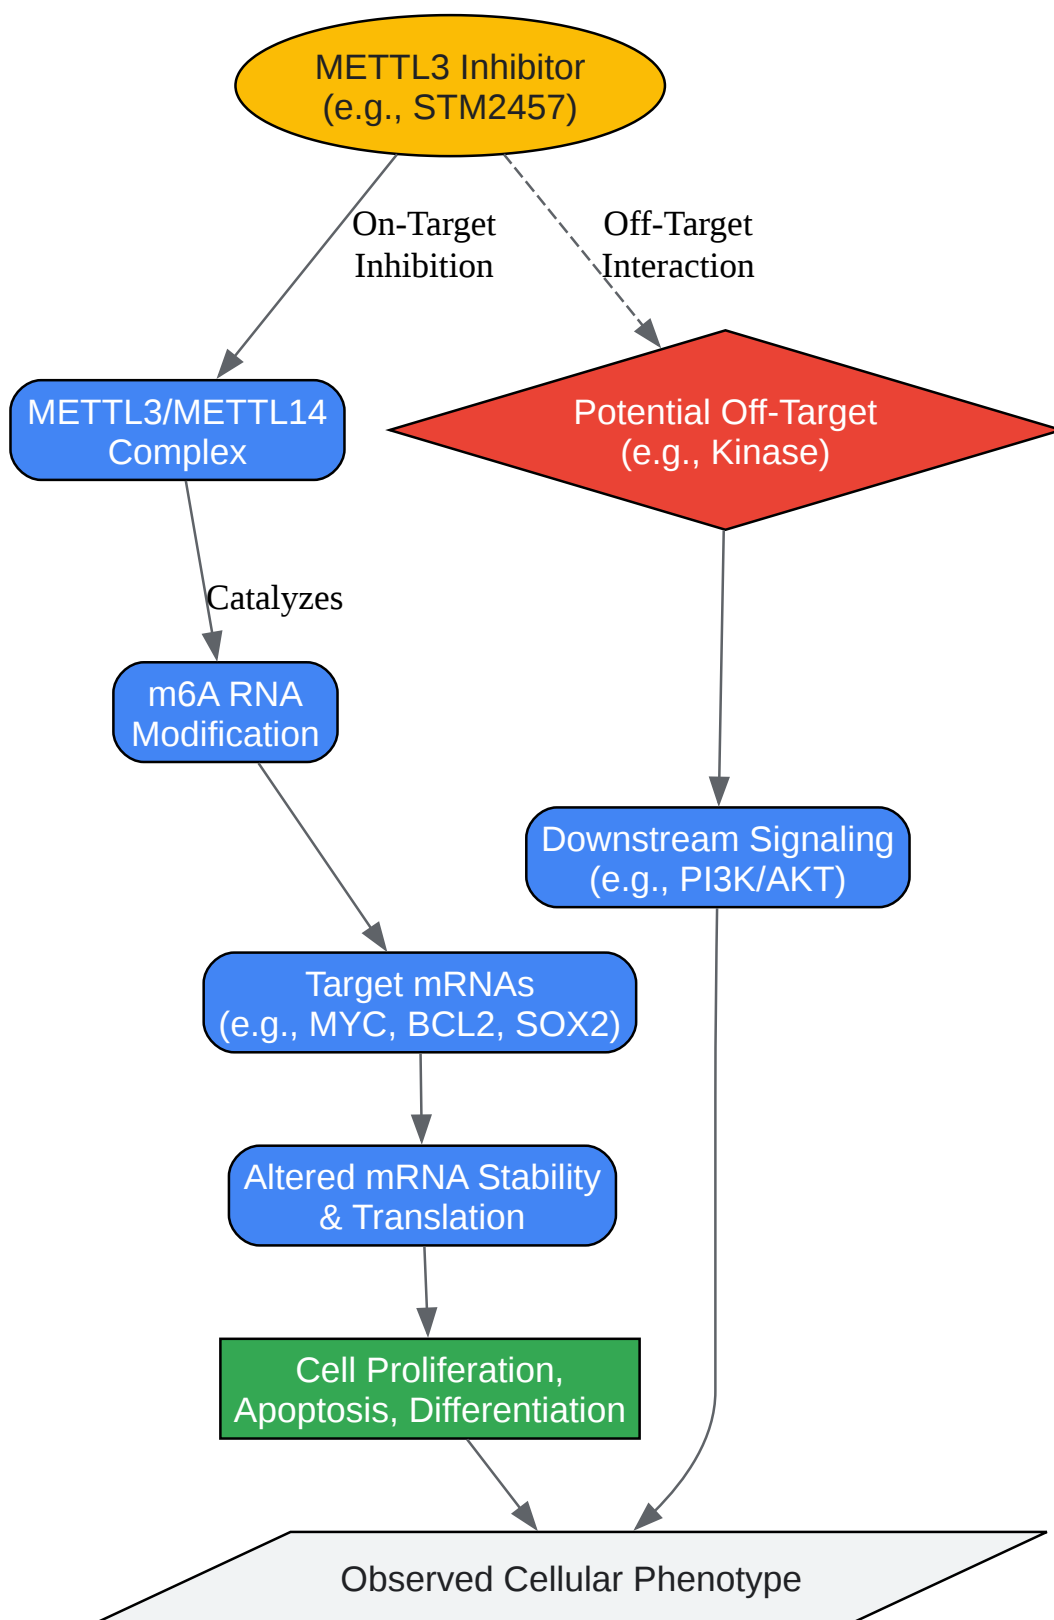 METTL3 Inhibitor
(e.g., STM2457)
On-Target
Inhibition
Off-Target
Interaction
METTL3/METTL14
Complex
Potential Off-Target
(e.g., Kinase)
Catalyzes
m6A RNA
Modification
Downstream Signaling
(e.g., PI3K/AKT)
Target mRNAs
(e.g., MYC, BCL2, SOX2)
Altered mRNA Stability
& Translation
Cell Proliferation,
Apoptosis, Differentiation
Observed Cellular Phenotype